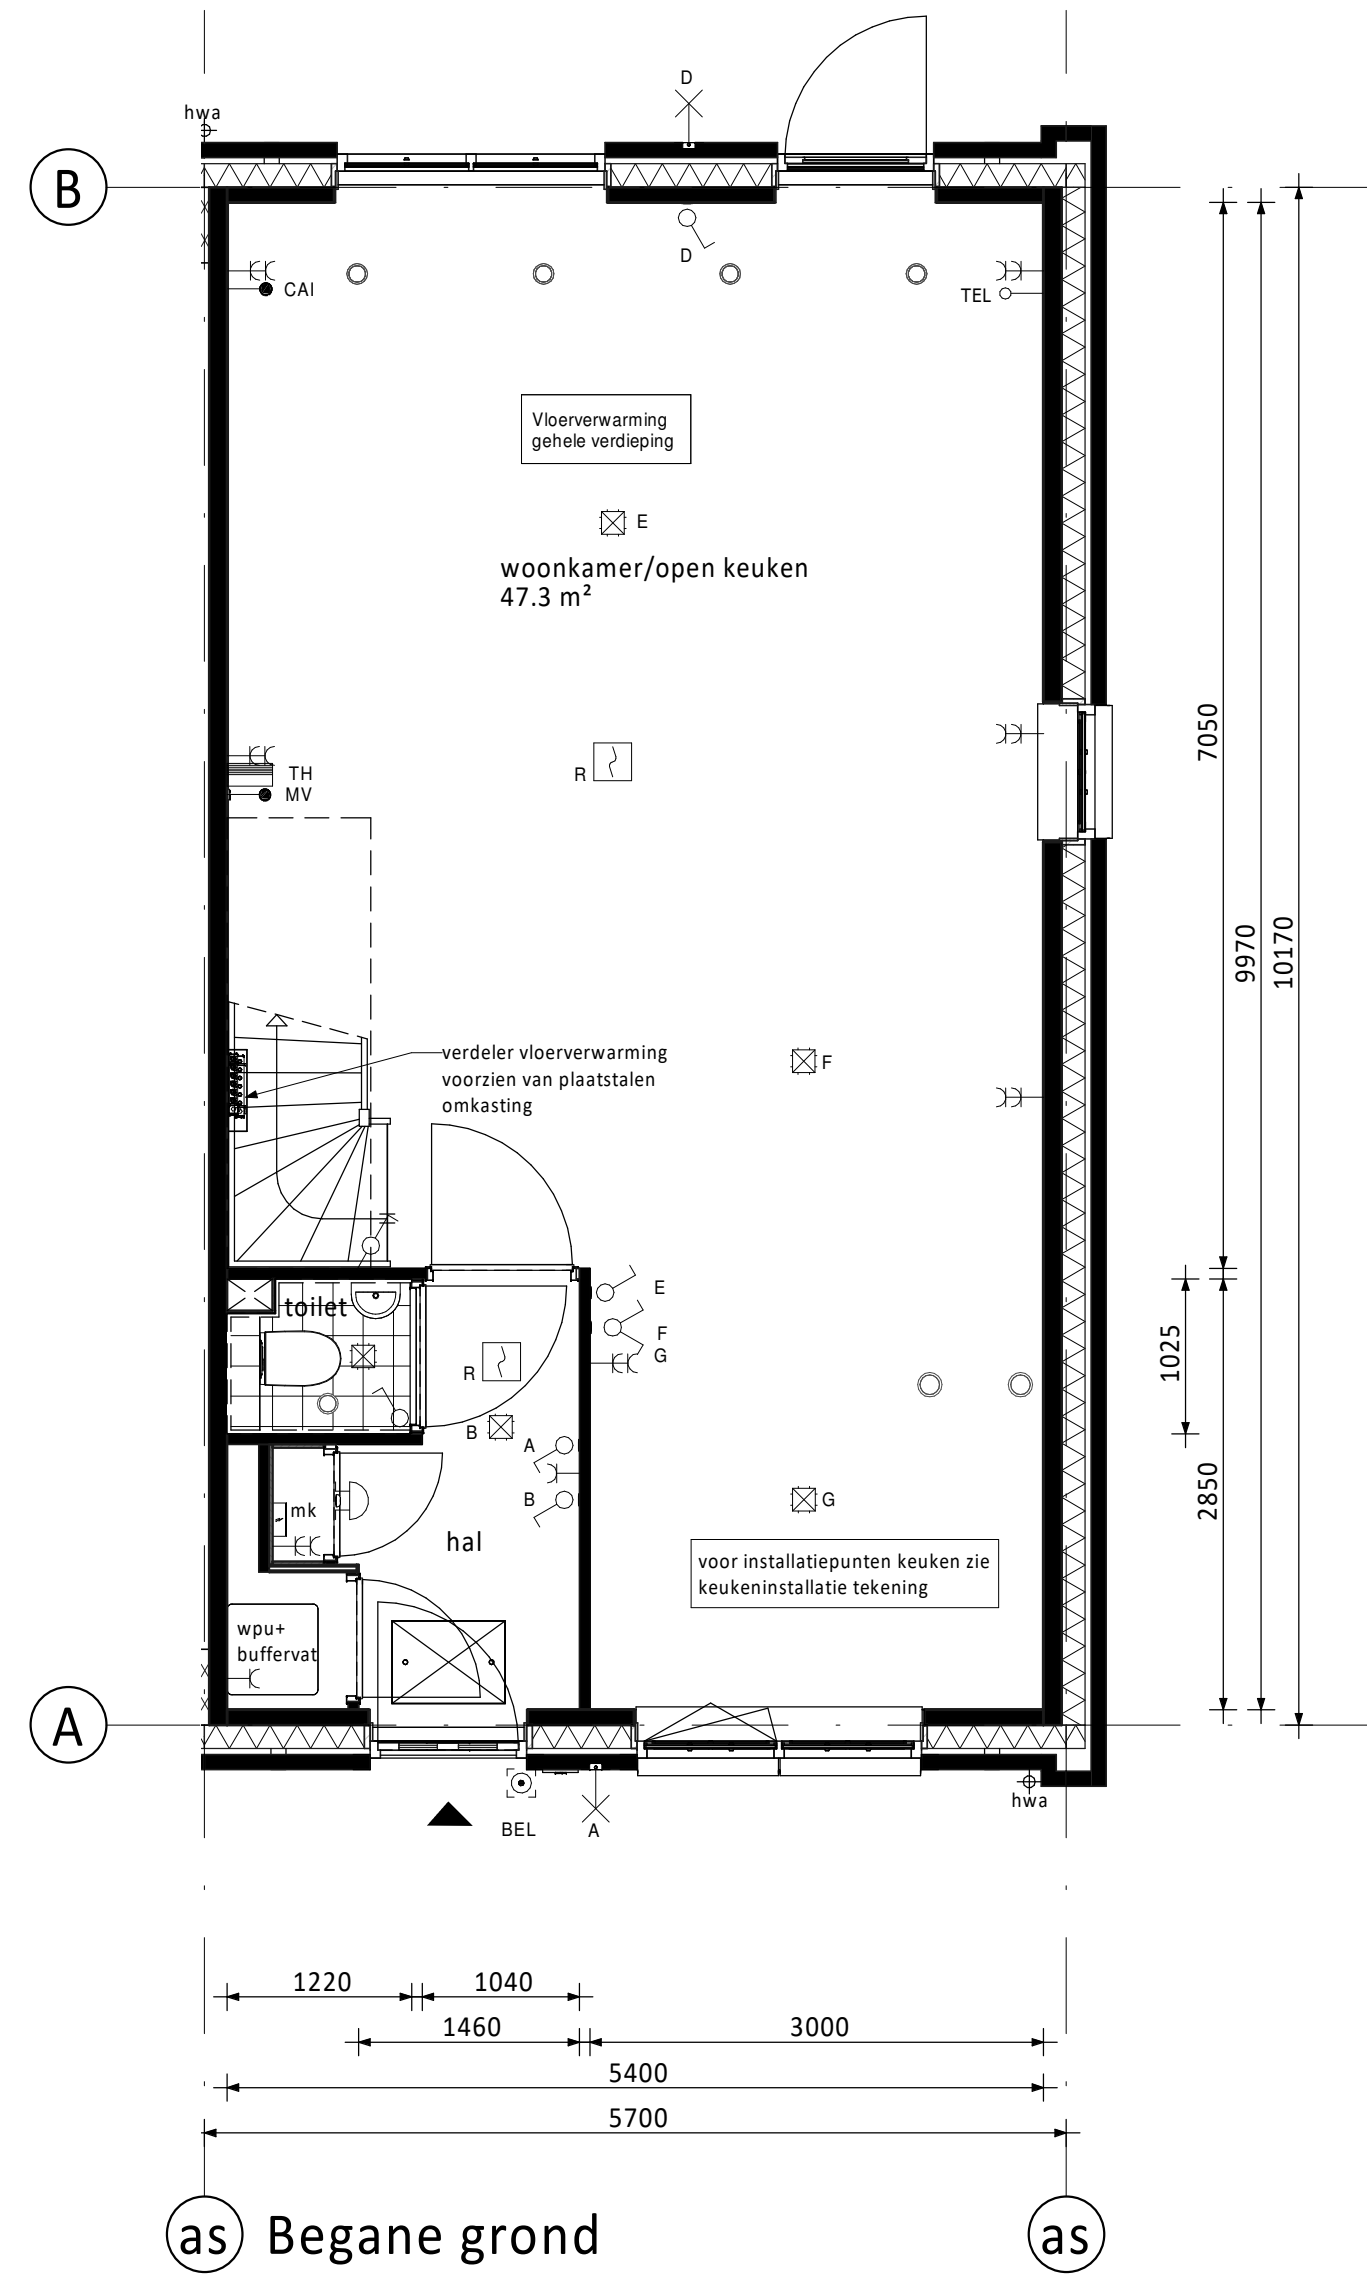 D
hwa
B
D
CAI
TEL
Vloerverwarming
gehele verdieping
E
woonkamer/open keuken
47.3 m²
7050
R
TH
MV
9970
10170
verdeler vloerverwarming
voorzien van plaatstalen
omkasting
F
K
E
toilet
F
G
1025
R
B
A
2850
B
G
mk
hal
voor installatiepunten keuken zie
keukeninstallatie tekening
wpu+
buffervat
A
hwa
BEL
A
1220
1040
1460
3000
5400
5700
as
Begane grond
as